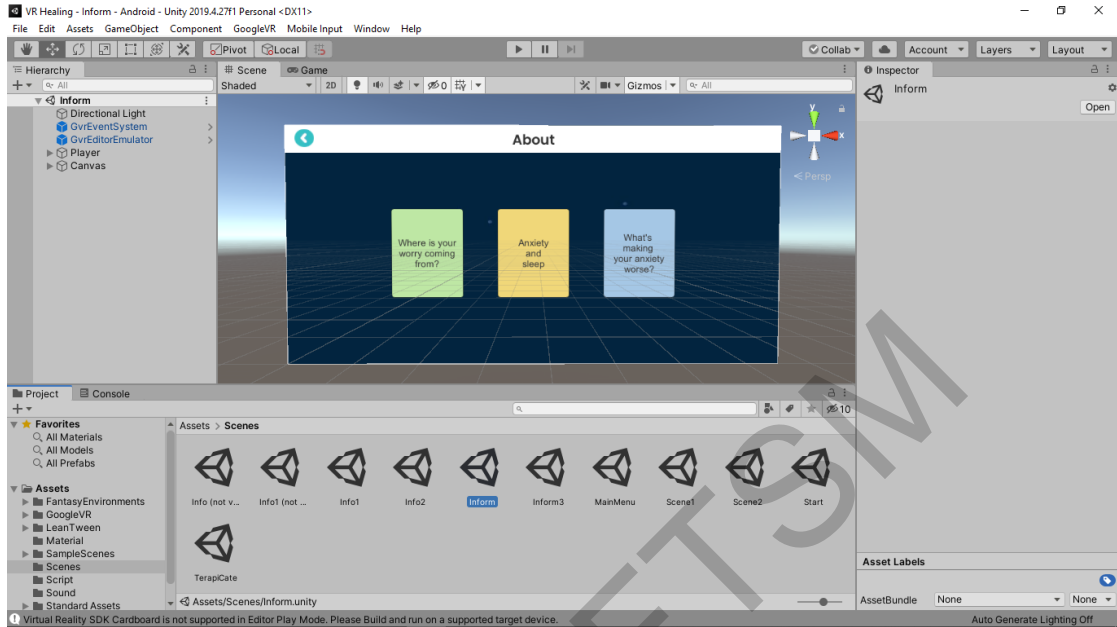 VR Healing - Inform - Android - Unity 2019.4.27f1 Personal <DX11>
File Edit Assets GameObject Component GoogleVR Mobile Input Window Help
Pivot Local Collab Account Layers Layout
Hierarchy
All
Inform
Directional Light
GvrEventSystem
GvrEditorEmulator
Player
Canvas
Scene Game
Shaded 2D 0 Gizmos All
About
Where is your
worry coming
from?
Anxiety
and
sleep
What's
making
your anxiety
worse?
y
x
Persp
Inspector
Inform
Open
Project Console
10
Favorites
All Materials
All Models
All Prefabs
Assets
FantasyEnvironments
GoogleVR
LeanTween
Material
SampleScenes
Scenes
Script
Sound
Standard Assets
Assets > Scenes
Info (not v... Info1 (not ... Info1 Info2 Inform Inform3 MainMenu Scene1 Scene2 Start
TerapiCate
Assets/Scenes/Inform.unity
Asset Labels
AssetBundle None None
Virtual Reality SDK Cardboard is not supported in Editor Play Mode. Please Build and run on a supported target device.
Auto Generate Lighting Off
ETSM